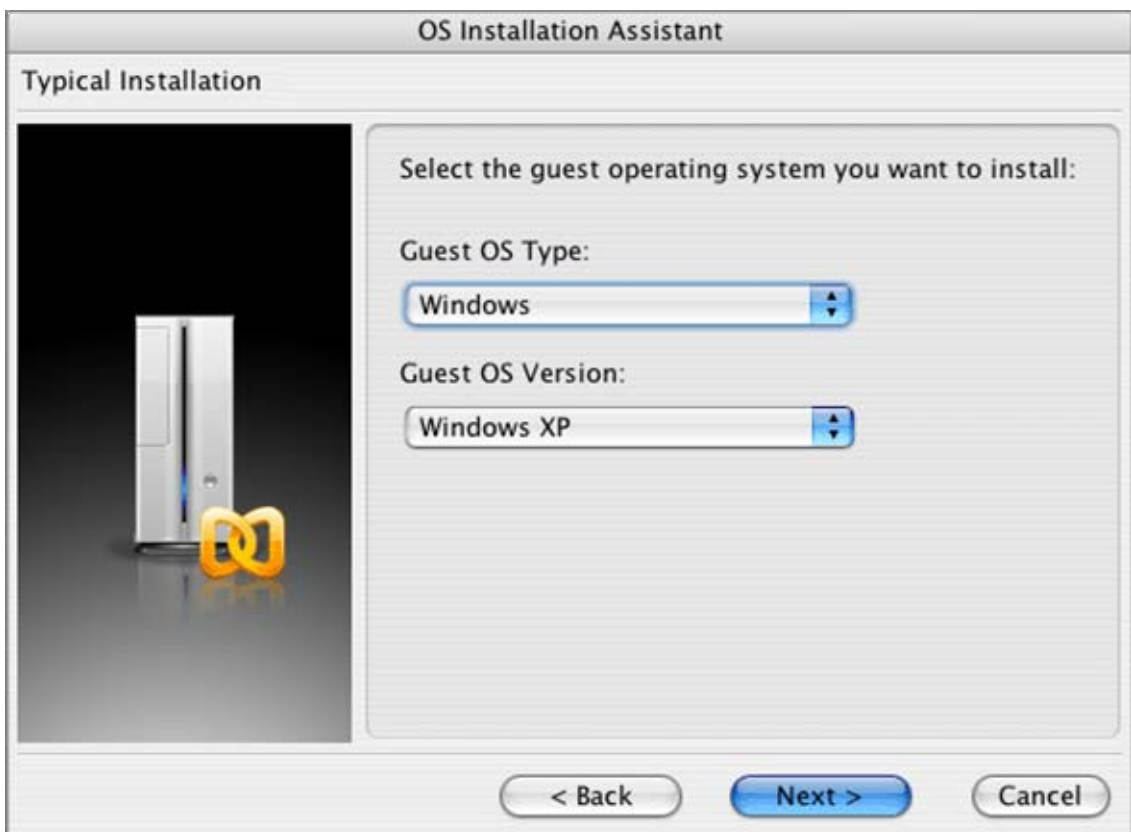 OS Installation Assistant
Typical Installation
Select the guest operating system you want to install:
Guest OS Type:
Windows
Guest OS Version:
Windows XP
< Back
Next >
Cancel